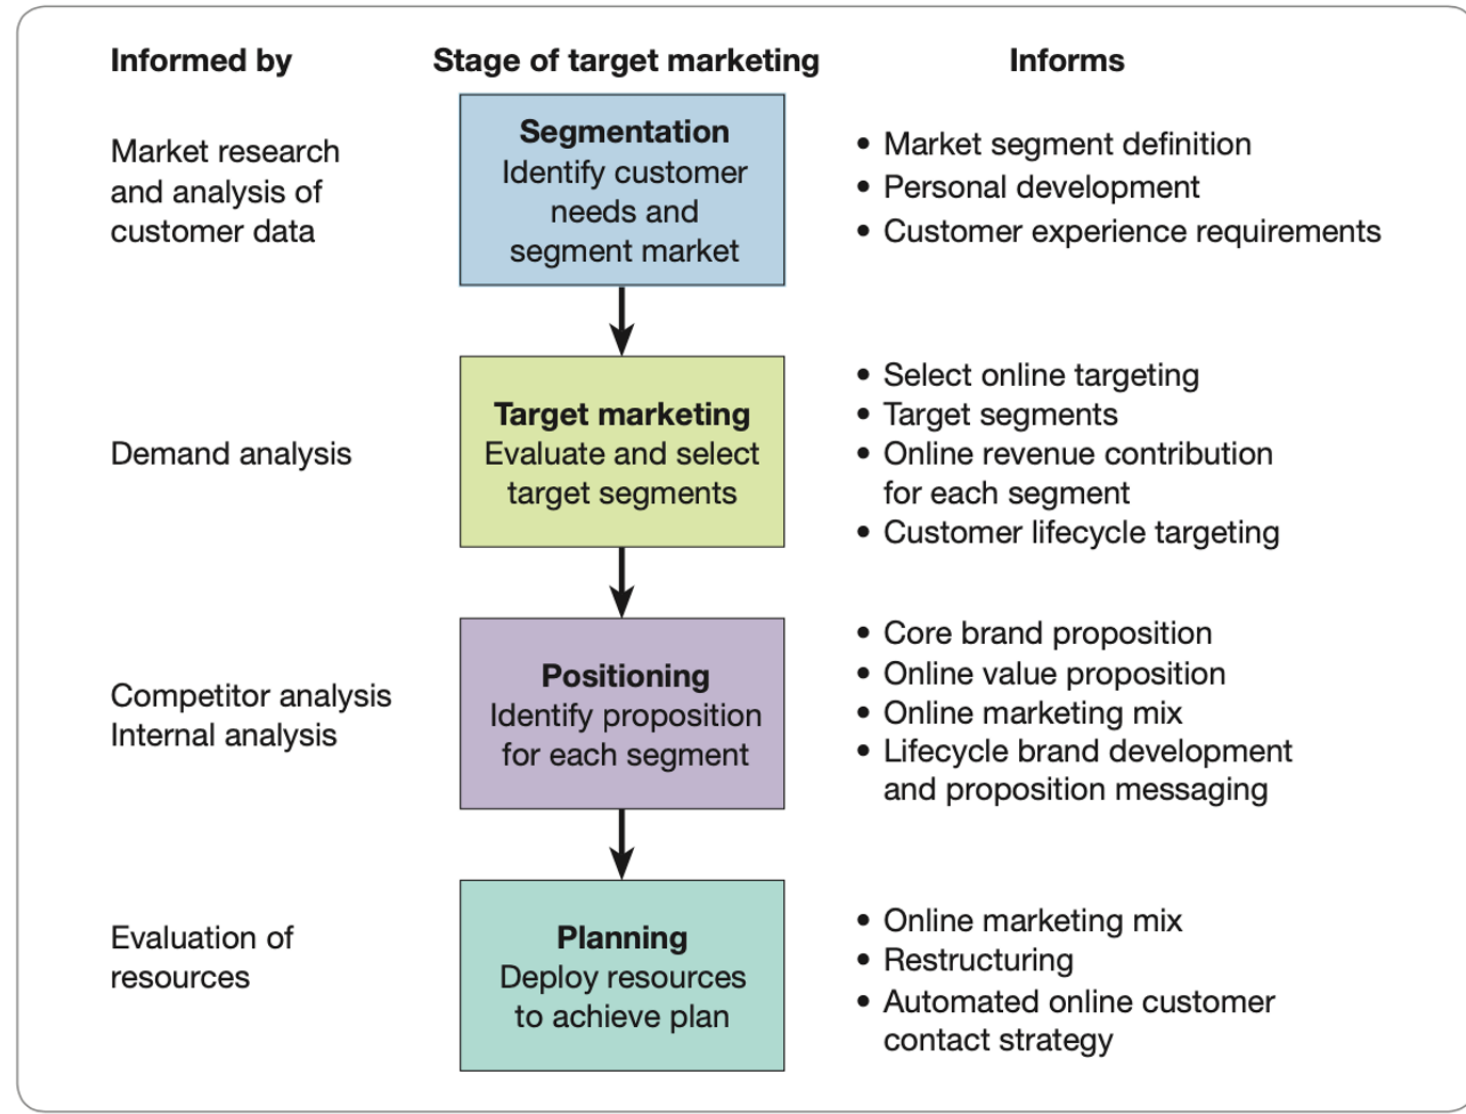 Informed by
Stage of target marketing
Informs
Market research
and analysis of
customer data
Segmentation
Identify customer
needs and
segment market
• Market segment definition
• Personal development
• Customer experience requirements
Demand analysis
Target marketing
Evaluate and select
target segments
• Select online targeting
• Target segments
• Online revenue contribution
for each segment
• Customer lifecycle targeting
Competitor analysis
Internal analysis
Positioning
Identify proposition
for each segment
• Core brand proposition
• Online value proposition
• Online marketing mix
• Lifecycle brand development
and proposition messaging
Evaluation of
resources
Planning
Deploy resources
to achieve plan
• Online marketing mix
• Restructuring
• Automated online customer
contact strategy